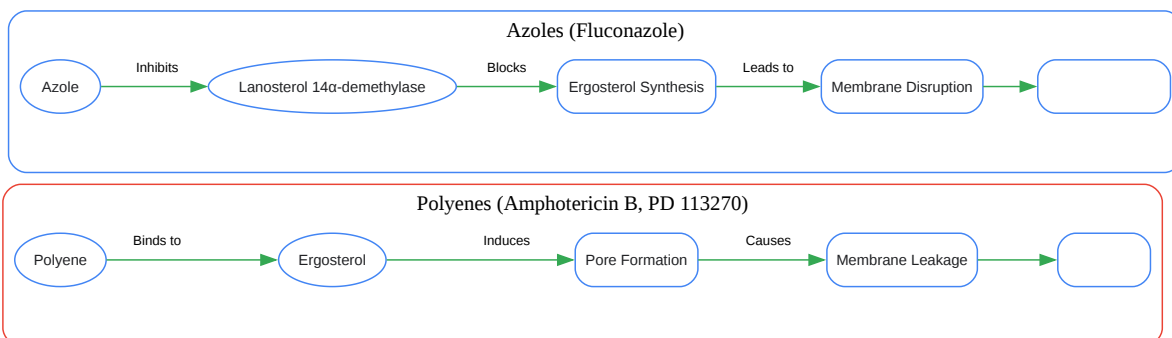 Azoles (Fluconazole)
Inhibits
Blocks
Leads to
Azole
Lanosterol 14α-demethylase
Ergosterol Synthesis
Membrane Disruption
Polyenes (Amphotericin B, PD 113270)
Binds to
Induces
Causes
Polyene
Ergosterol
Pore Formation
Membrane Leakage